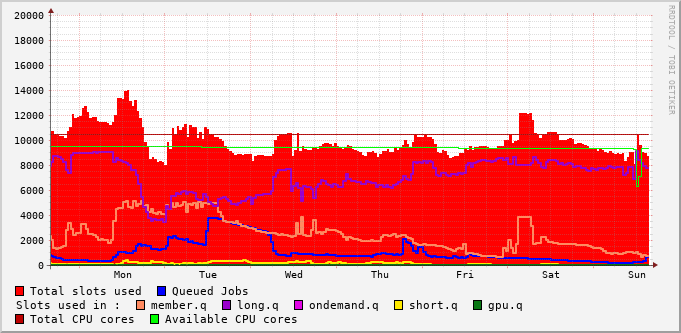 20000
18000
16000
14000
12000
10000
8000
6000
4000
2000
0
Mon Tue Wed Thu Fri Sat Sun
RRDTOOL / TOBI OETIKER
Total slots used Queued Jobs
Slots used in : member.q long.q ondemand.q short.q gpu.q
Total CPU cores Available CPU cores